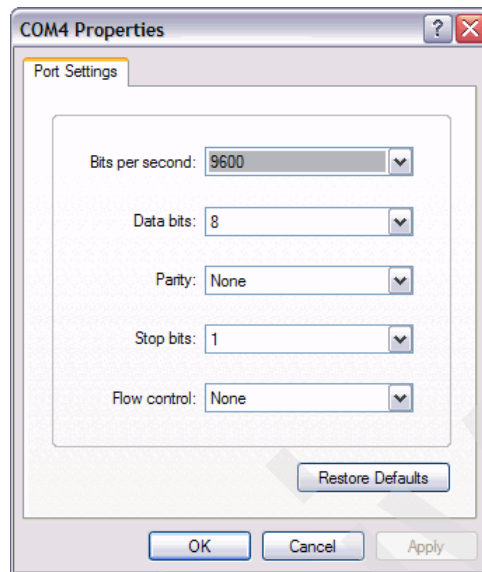 COM4 Properties
Port Settings
Bits per second: 9600
Data bits: 8
Parity: None
Stop bits: 1
Flow control: None
Restore Defaults
OK Cancel Apply